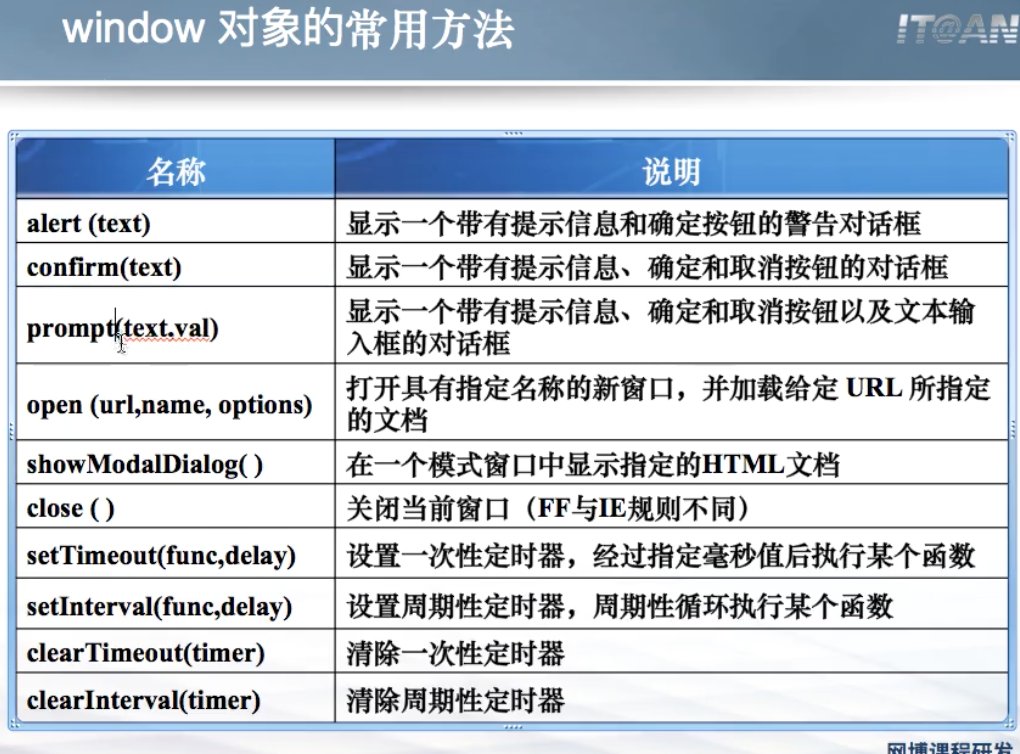 window 对象的常用方法
IT@AN
名称 说明
alert (text) 显示一个带有提示信息和确定按钮的警告对话框
confirm(text) 显示一个带有提示信息、确定和取消按钮的对话框
prompt(text,val) 显示一个带有提示信息、确定和取消按钮以及文本输
入框的对话框
open (url,name, options) 打开具有指定名称的新窗口，并加载给定 URL 所指定
的文档
showModalDialog( ) 在一个模式窗口中显示指定的HTML文档
close ( ) 关闭当前窗口（FF与IE规则不同）
setTimeout(func,delay) 设置一次性定时器，经过指定毫秒值后执行某个函数
setInterval(func,delay) 设置周期性定时器，周期性循环执行某个函数
clearTimeout(timer) 清除一次性定时器
clearInterval(timer) 清除周期性定时器
网博课程研发